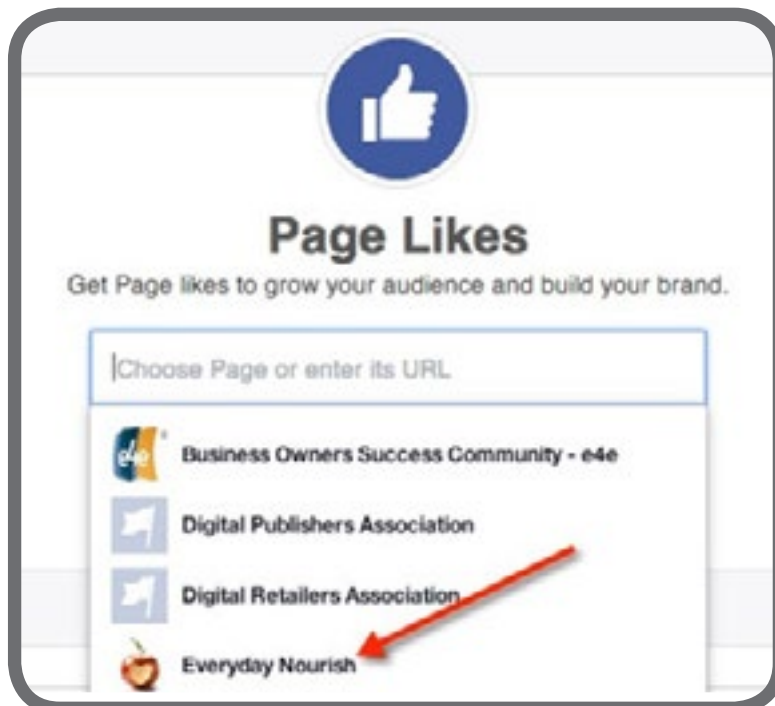 Page Likes
Get Page likes to grow your audience and build your brand.
Choose Page or enter its URL
e4e
Business Owners Success Community - e4e
Digital Publishers Association
Digital Retailers Association
Everyday Nourish